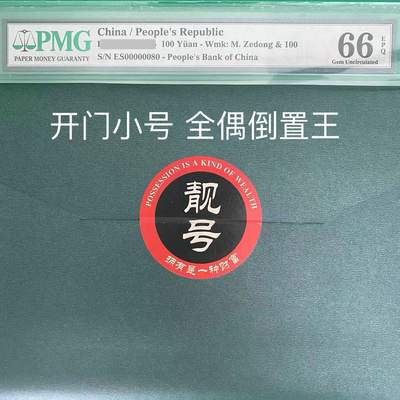 PMG
PAPER MONEY GUARANTY
China / People's Republic
100 Yüan - Wmk: M. Zedong & 100
S/N ES00000080 - People's Bank of China
66 EPQ
Gem Uncirculated
开门小号 全偶倒置王
POSSESSION IS A KIND OF WEALTH
靓号
拥有是一种财富